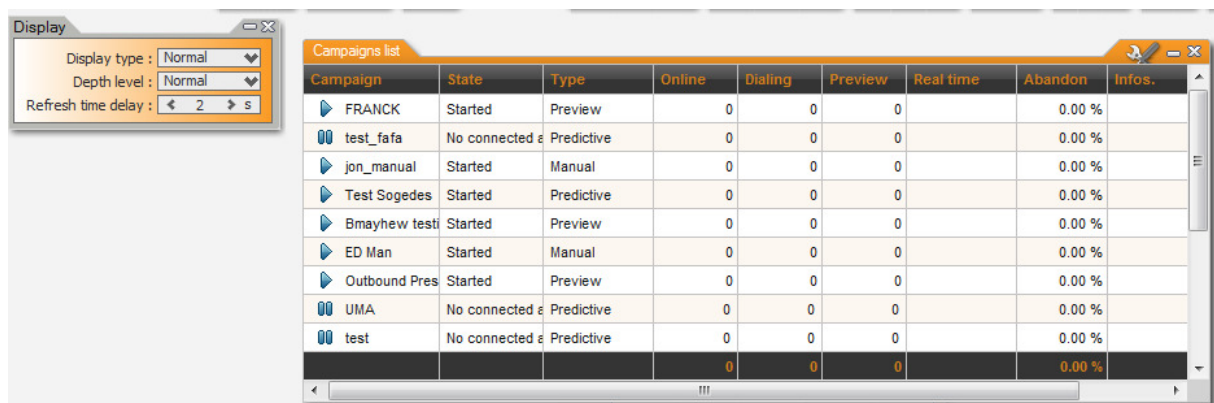 Display
Display type : Normal
Depth level : Normal
Refresh time delay : 2 s
Campaigns list
Campaign State Type Online Dialing Preview Real time Abandon Infos.
FRANCK Started Preview 0 0 0 0.00 %
test_fafa No connected a Predictive 0 0 0 0.00 %
jon_manual Started Manual 0 0 0 0.00 %
Test Sogedes Started Predictive 0 0 0 0.00 %
Bmayhew testi Started Preview 0 0 0 0.00 %
ED Man Started Manual 0 0 0 0.00 %
Outbound Pres Started Preview 0 0 0 0.00 %
UMA No connected a Predictive 0 0 0 0.00 %
test No connected a Predictive 0 0 0 0.00 %
0 0 0 0.00 %